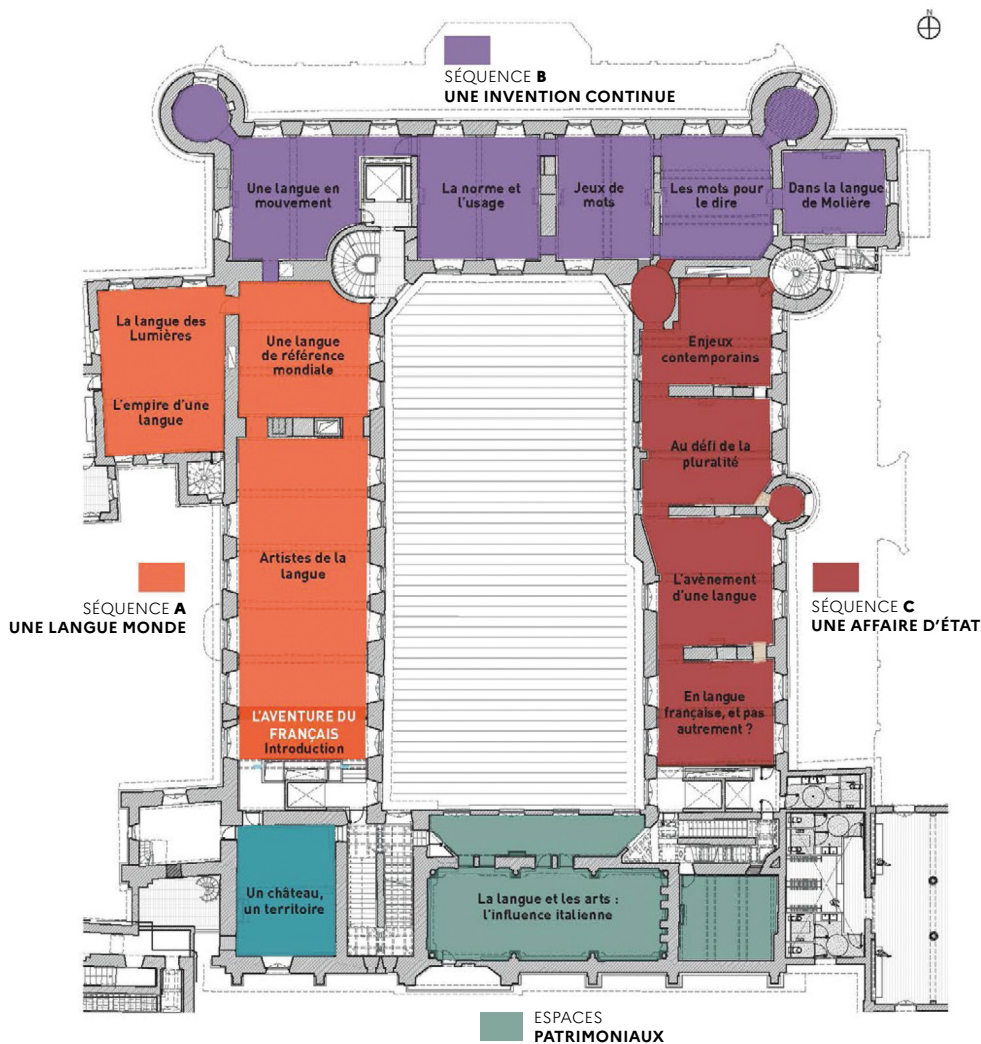 N
SÉQUENCE B
UNE INVENTION CONTINUE
Une langue en
mouvement
La norme et
l'usage
Jeux de
mots
Les mots pour
le dire
Dans la langue
de Molière
La langue des
Lumières
L'empire d'une
langue
Une langue
de référence
mondiale
Enjeux
contemporains
Au défi de la
pluralité
Artistes de la
langue
L'avènement
d'une langue
SÉQUENCE A
UNE LANGUE MONDE
SÉQUENCE C
UNE AFFAIRE D'ÉTAT
L'AVENTURE DU
FRANÇAIS
Introduction
En langue
française, et pas
autrement ?
Un château,
un territoire
La langue et les arts :
l'influence italienne
ESPACES
PATRIMONIAUX